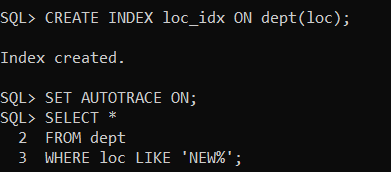 SQL> CREATE INDEX loc_idx ON dept(loc);
Index created.
SQL> SET AUTOTRACE ON;
SQL> SELECT *
  2  FROM dept
  3  WHERE loc LIKE 'NEW%';